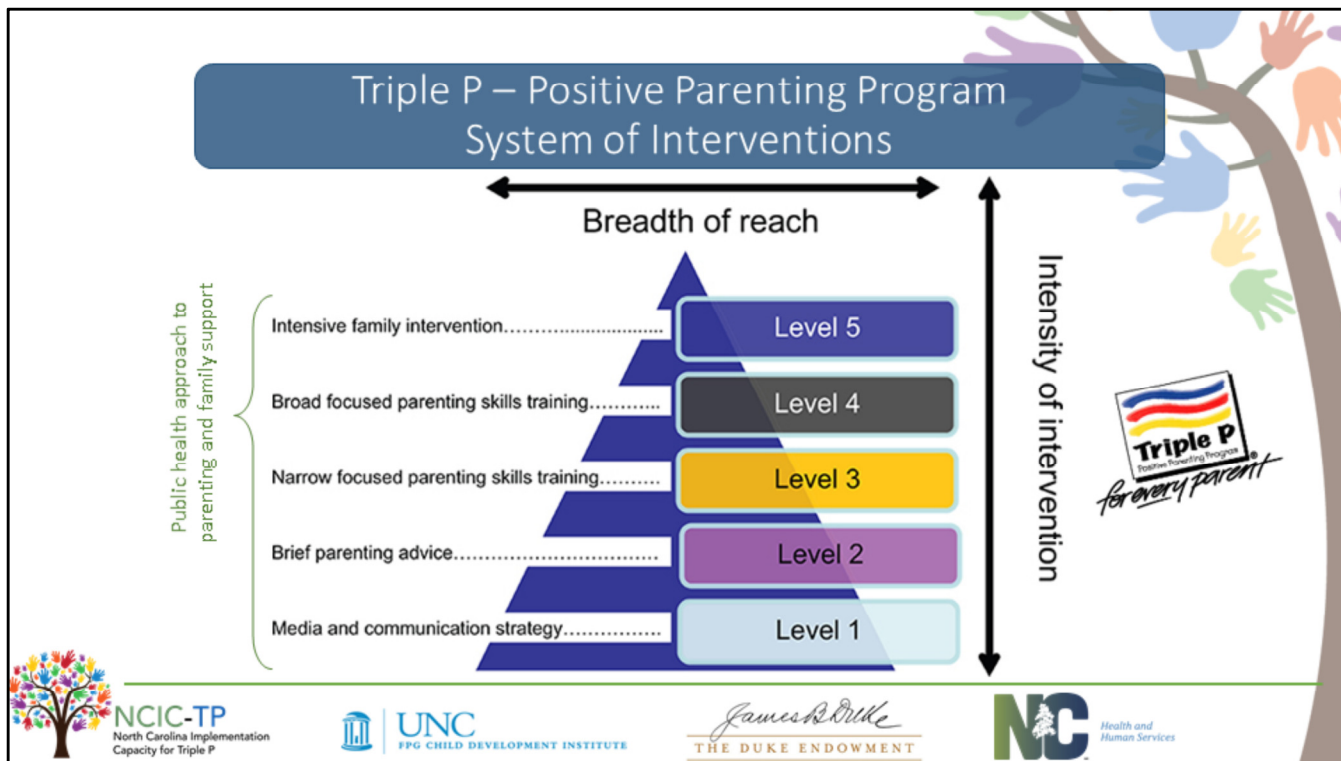 Triple P – Positive Parenting Program
System of Interventions
Breadth of reach
Intensity of intervention
Public health approach to
parenting and family support
Intensive family intervention……….....................
Level 5
Broad focused parenting skills training………...
Level 4
Narrow focused parenting skills training……….
Level 3
Brief parenting advice……………………………….
Level 2
Media and communication strategy…………….
Level 1
Triple P
Positive Parenting Program®
for every parent
NCIC-TP
North Carolina Implementation
Capacity for Triple P
UNC
FPG CHILD DEVELOPMENT INSTITUTE
James B Duke
THE DUKE ENDOWMENT
NC
Health and
Human Services